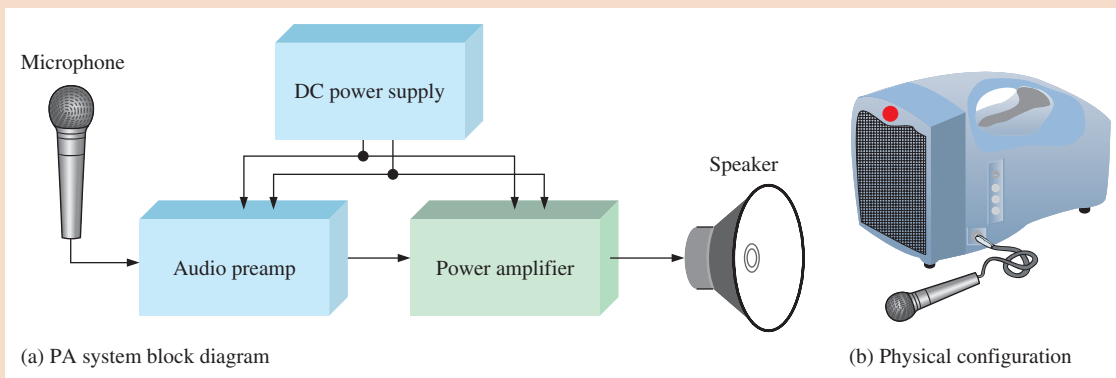 Microphone
DC power supply
Speaker
Audio preamp
Power amplifier
(a) PA system block diagram
(b) Physical configuration